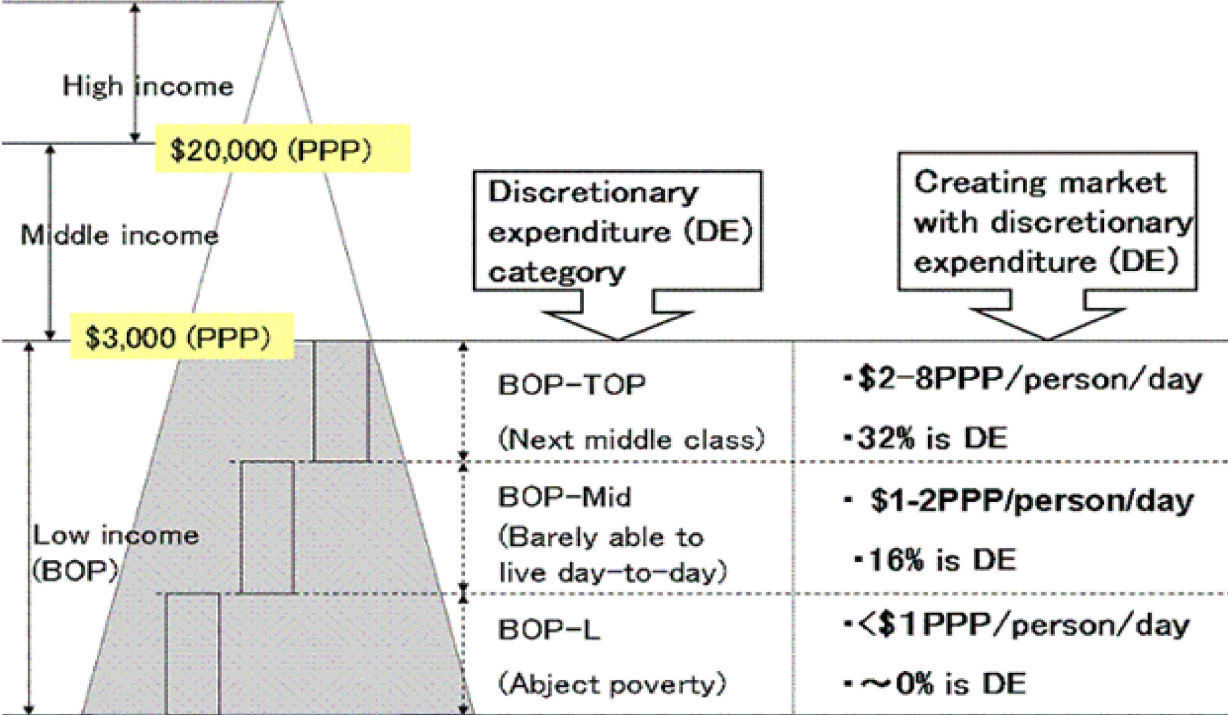 High income
$20,000 (PPP)
Middle income
$3,000 (PPP)
Low income
(BOP)
Discretionary
expenditure (DE)
category
Creating market
with discretionary
expenditure (DE)
BOP-TOP
(Next middle class)
・$2-8PPP/person/day
・32% is DE
BOP-Mid
(Barely able to
live day-to-day)
・ $1-2PPP/person/day
・16% is DE
BOP-L
(Abject poverty)
・<$1PPP/person/day
・～0% is DE